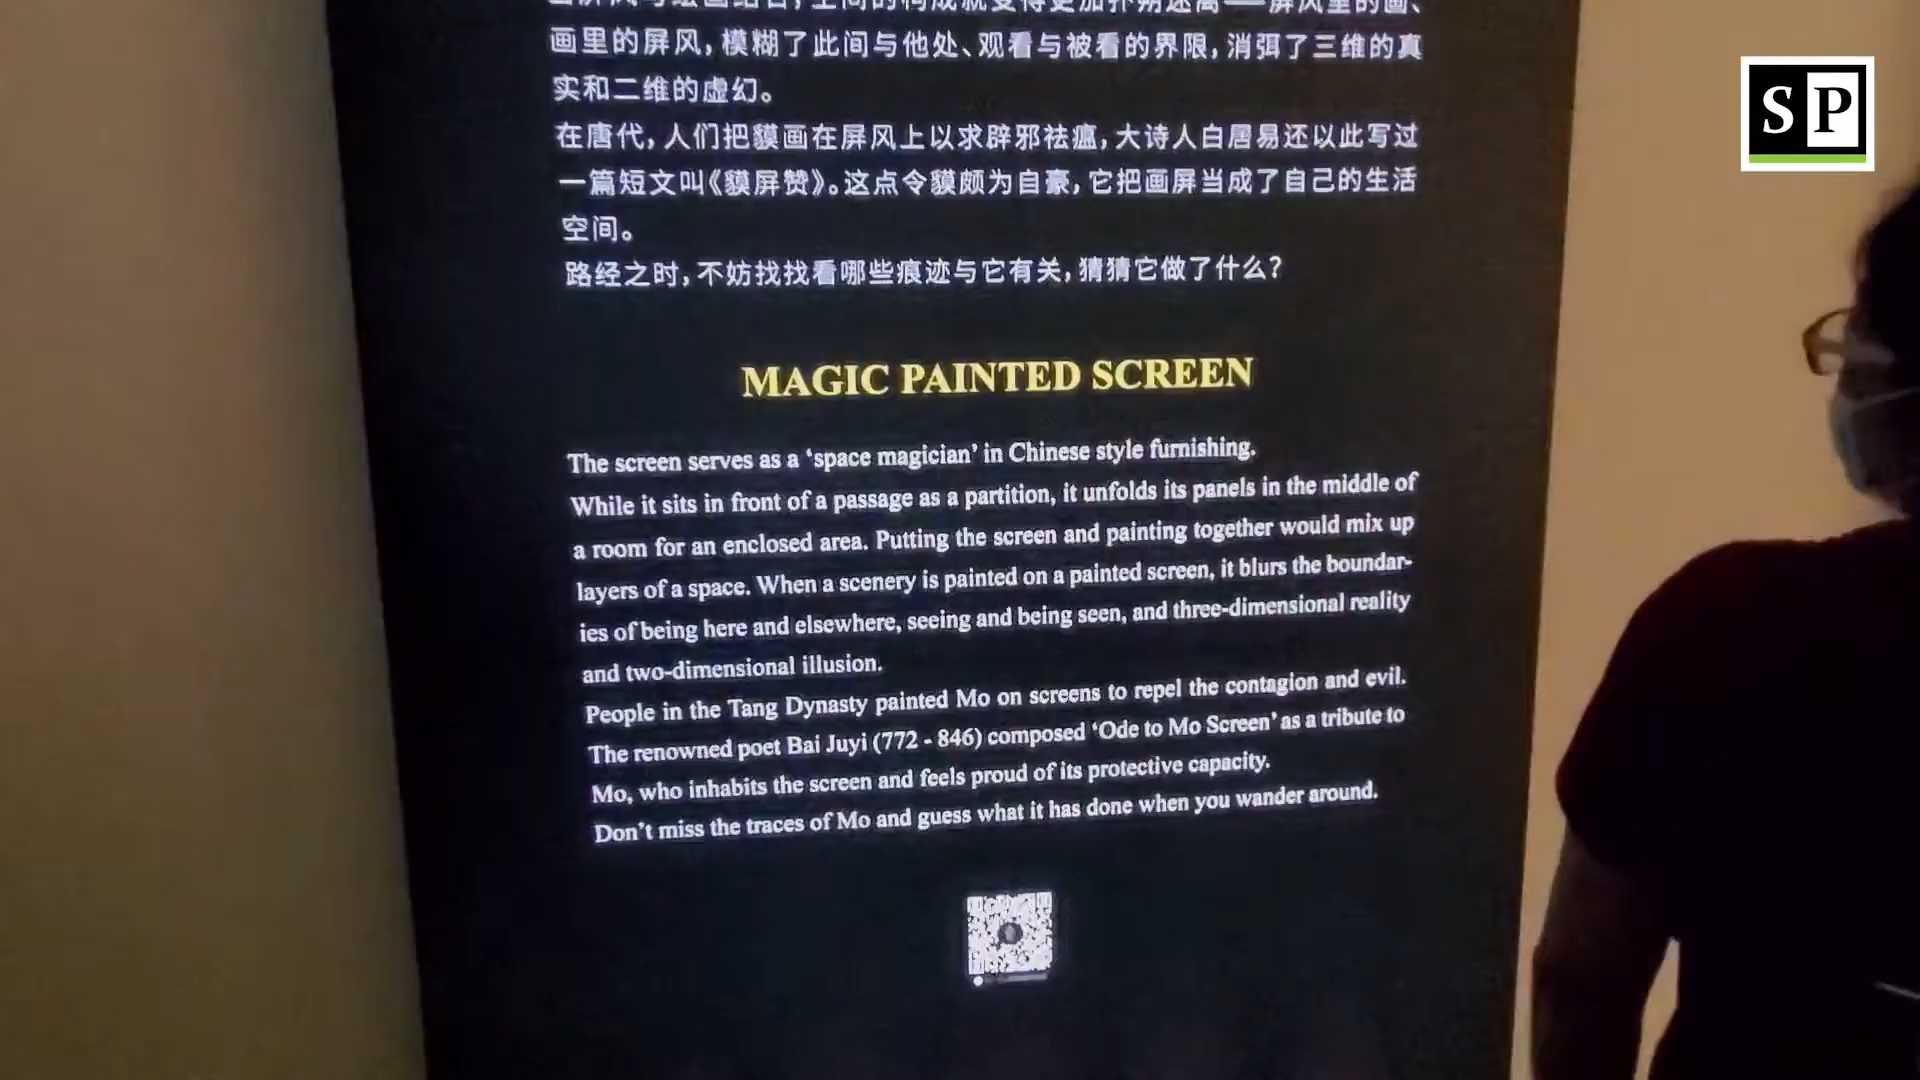 画里的屏风，模糊了此间与他处、观看与被看的界限，消弭了三维的真
实和二维的虚幻。
在唐代，人们把貘画在屏风上以求辟邪祛瘟，大诗人白居易还以此写过
一篇短文叫《貘屏赞》。这点令貘颇为自豪，它把画屏当成了自己的生活
空间。
路经之时，不妨找找看哪些痕迹与它有关，猜猜它做了什么？
MAGIC PAINTED SCREEN
The screen serves as a ‘space magician’ in Chinese style furnishing.
While it sits in front of a passage as a partition, it unfolds its panels in the middle of
a room for an enclosed area. Putting the screen and painting together would mix up
layers of a space. When a scenery is painted on a painted screen, it blurs the boundar-
ies of being here and elsewhere, seeing and being seen, and three-dimensional reality
and two-dimensional illusion.
People in the Tang Dynasty painted Mo on screens to repel the contagion and evil.
The renowned poet Bai Juyi (772 - 846) composed ‘Ode to Mo Screen’ as a tribute to
Mo, who inhabits the screen and feels proud of its protective capacity.
Don’t miss the traces of Mo and guess what it has done when you wander around.
SP